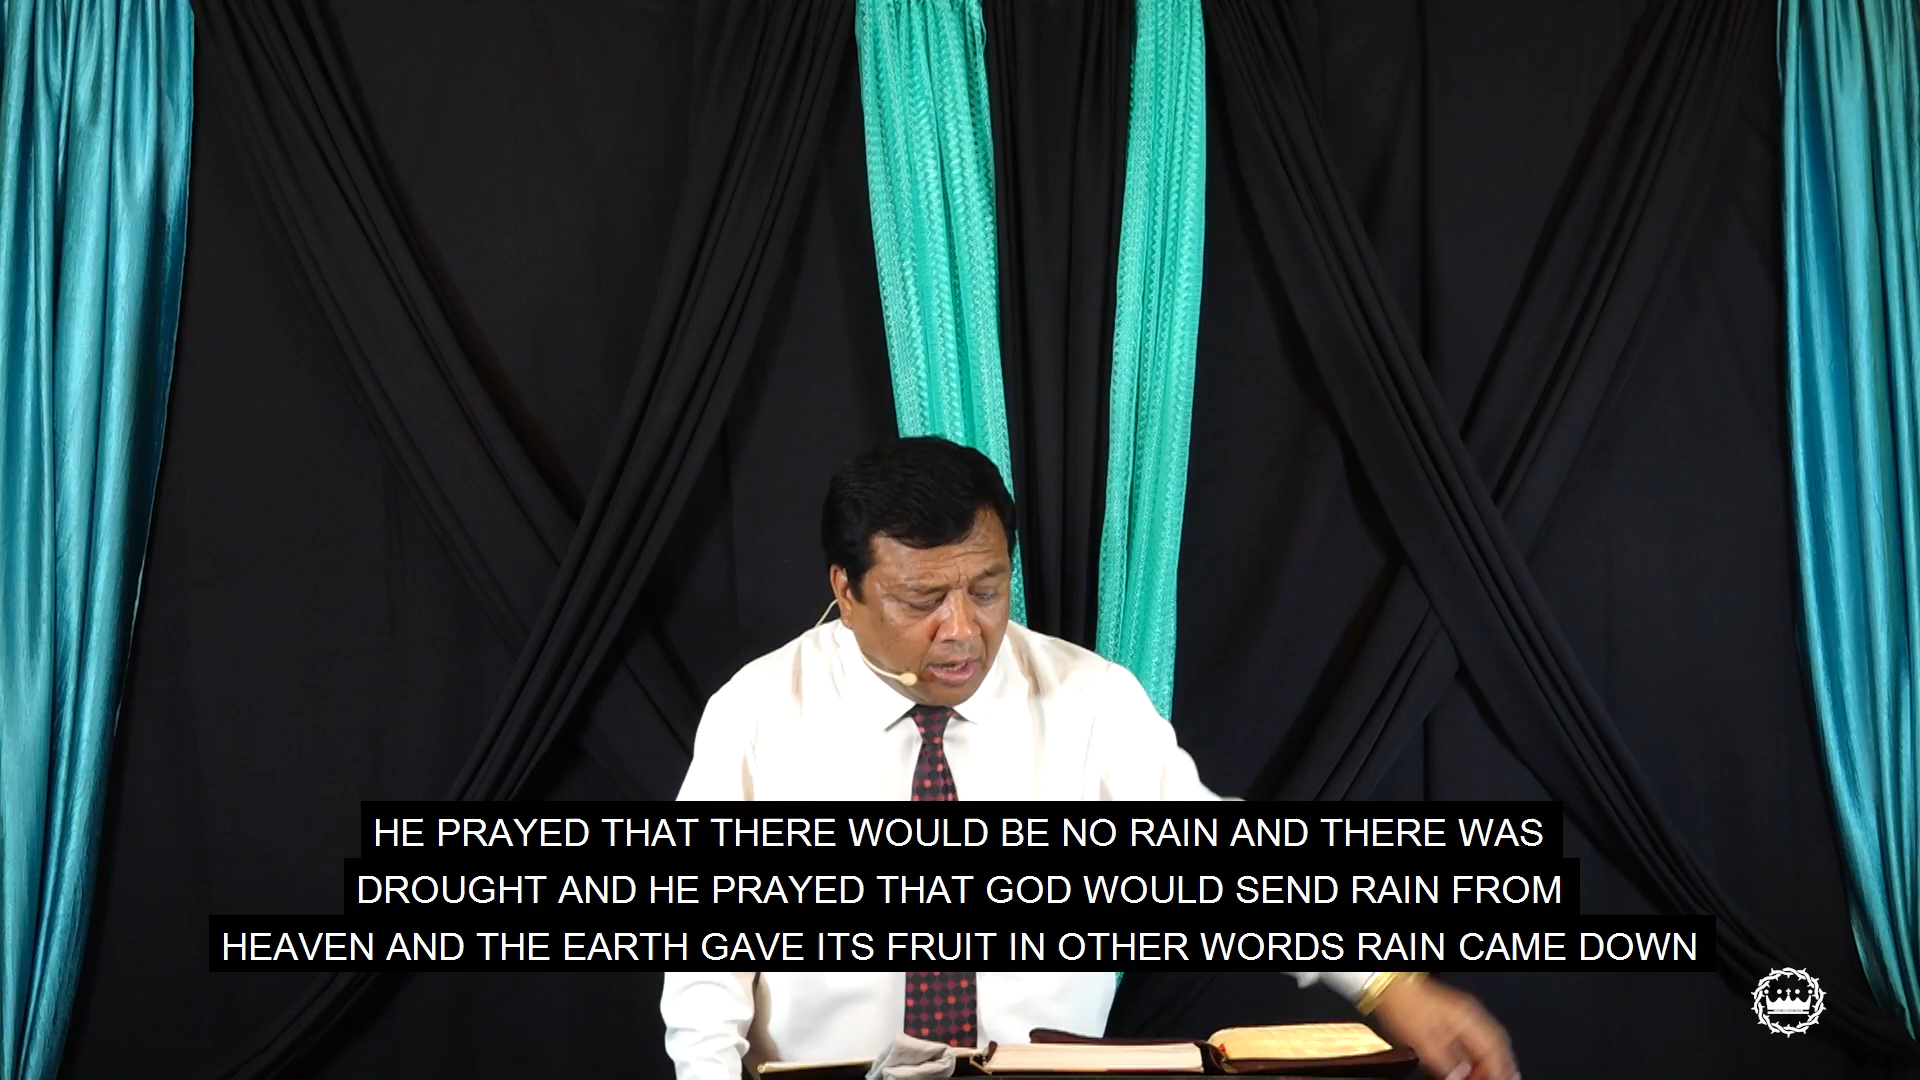 HE PRAYED THAT THERE WOULD BE NO RAIN AND THERE WAS
DROUGHT AND HE PRAYED THAT GOD WOULD SEND RAIN FROM
HEAVEN AND THE EARTH GAVE ITS FRUIT IN OTHER WORDS RAIN CAME DOWN